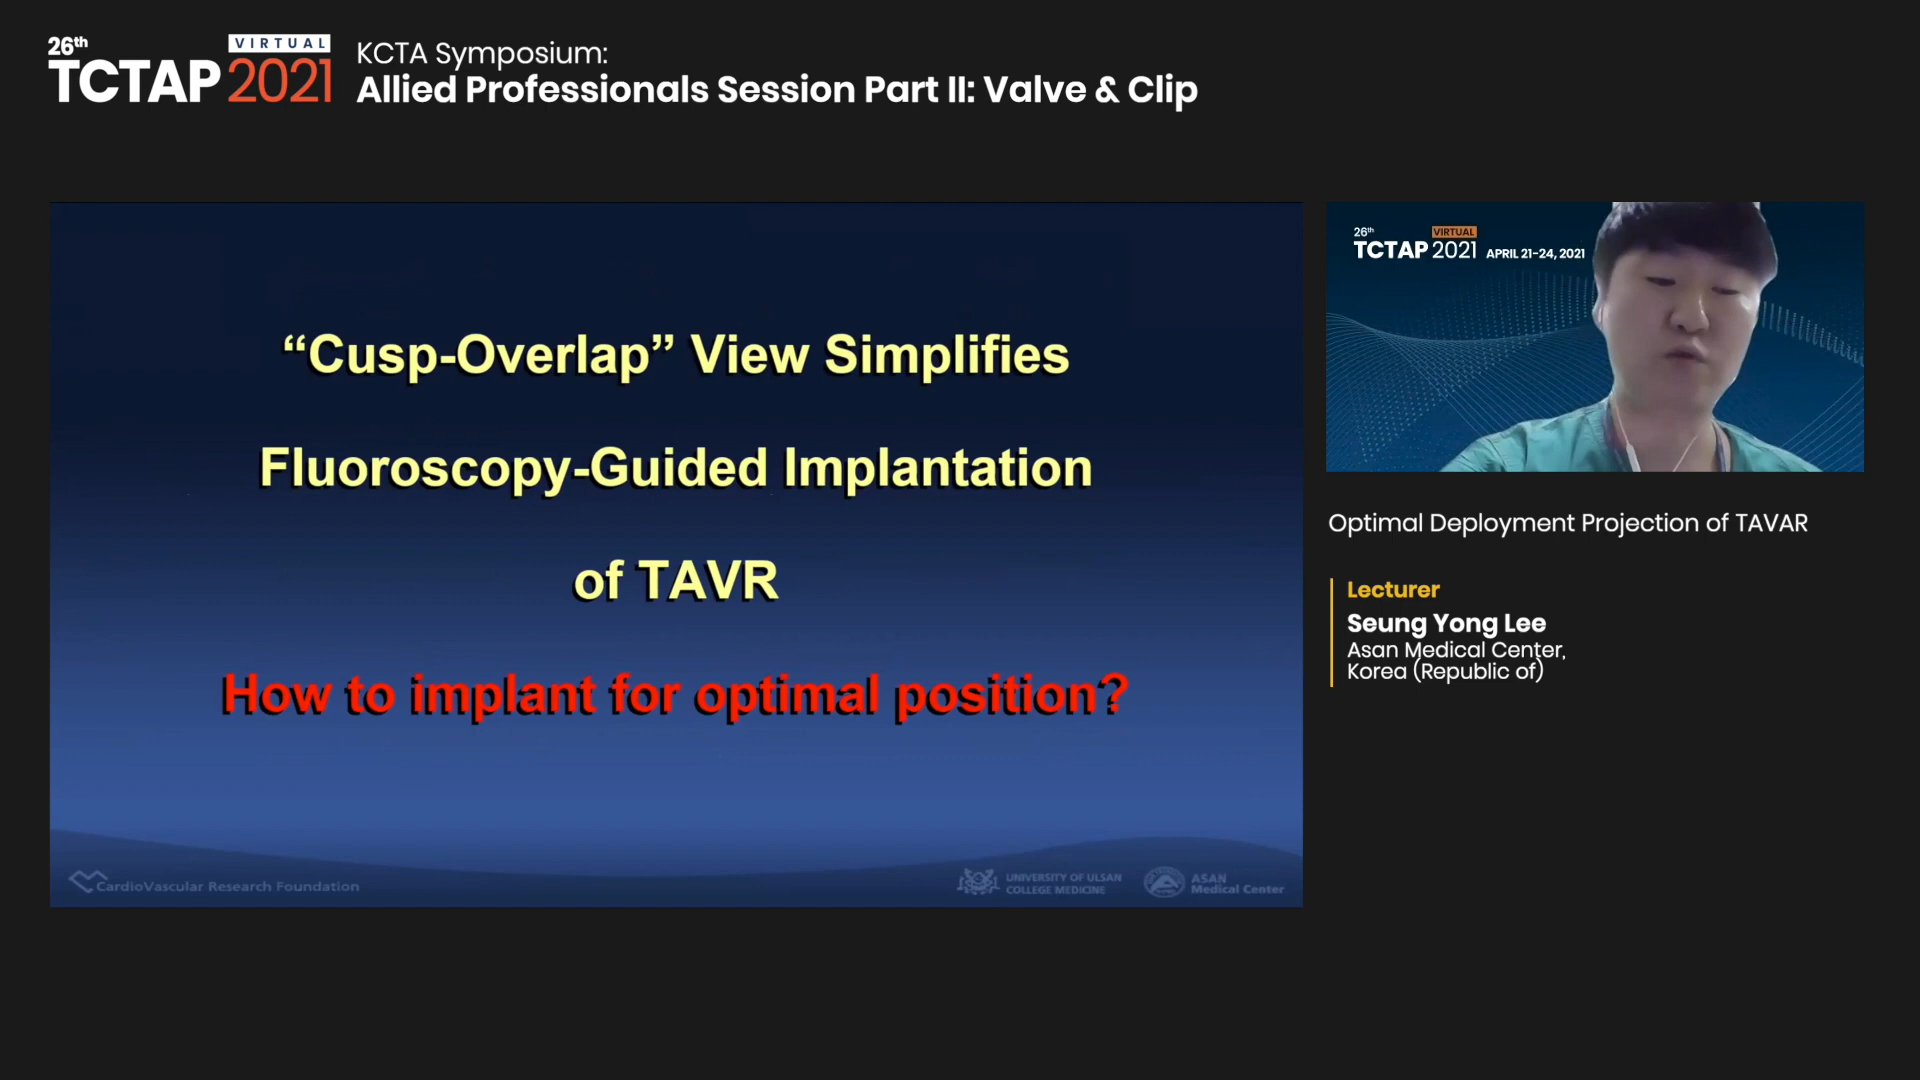 26th
VIRTUAL
TCTAP 2021
KCTA Symposium:
Allied Professionals Session Part II: Valve & Clip
“Cusp-Overlap” View Simplifies
Fluoroscopy-Guided Implantation
of TAVR
How to implant for optimal position?
CardioVascular Research Foundation
UNIVERSITY OF ULSAN
COLLEGE MEDICINE
ASAN
Medical Center
26th
VIRTUAL
TCTAP 2021 APRIL 21-24, 2021
Optimal Deployment Projection of TAVAR
Lecturer
Seung Yong Lee
Asan Medical Center,
Korea (Republic of)